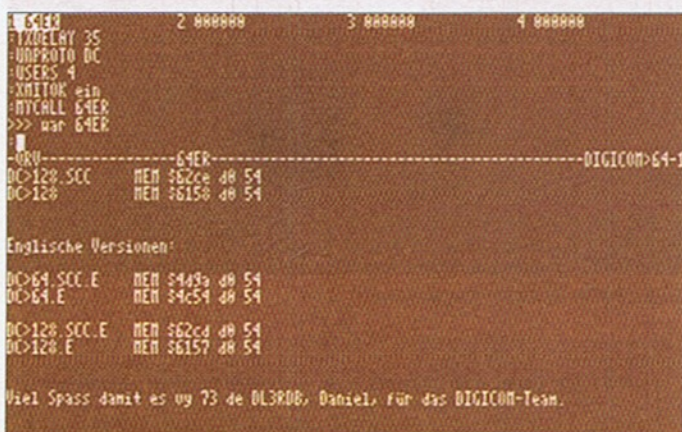 1 64ER 2 000000 3 000000 4 000000
:TXDELAY 35
:UNPROTO DC
:USERS 4
:XMITOK ein
:MYCALL 64ER
>>> war 64ER
:
-QRV----------------64ER---------------------------------------------DIGICOM>64-1
DC>128.SCC MEM $62ce d0 54
DC>128 MEM $6158 d0 54
Englische Versionen:
DC>64.SCC.E MEM $4d9a d0 54
DC>64.E MEM $4c54 d0 54
DC>128.SCC.E MEM $62cd d0 54
DC>128.E MEM $6157 d0 54
Viel Spass damit es vy 73 de DL3RDB, Daniel, für das DIGICOM-Team.